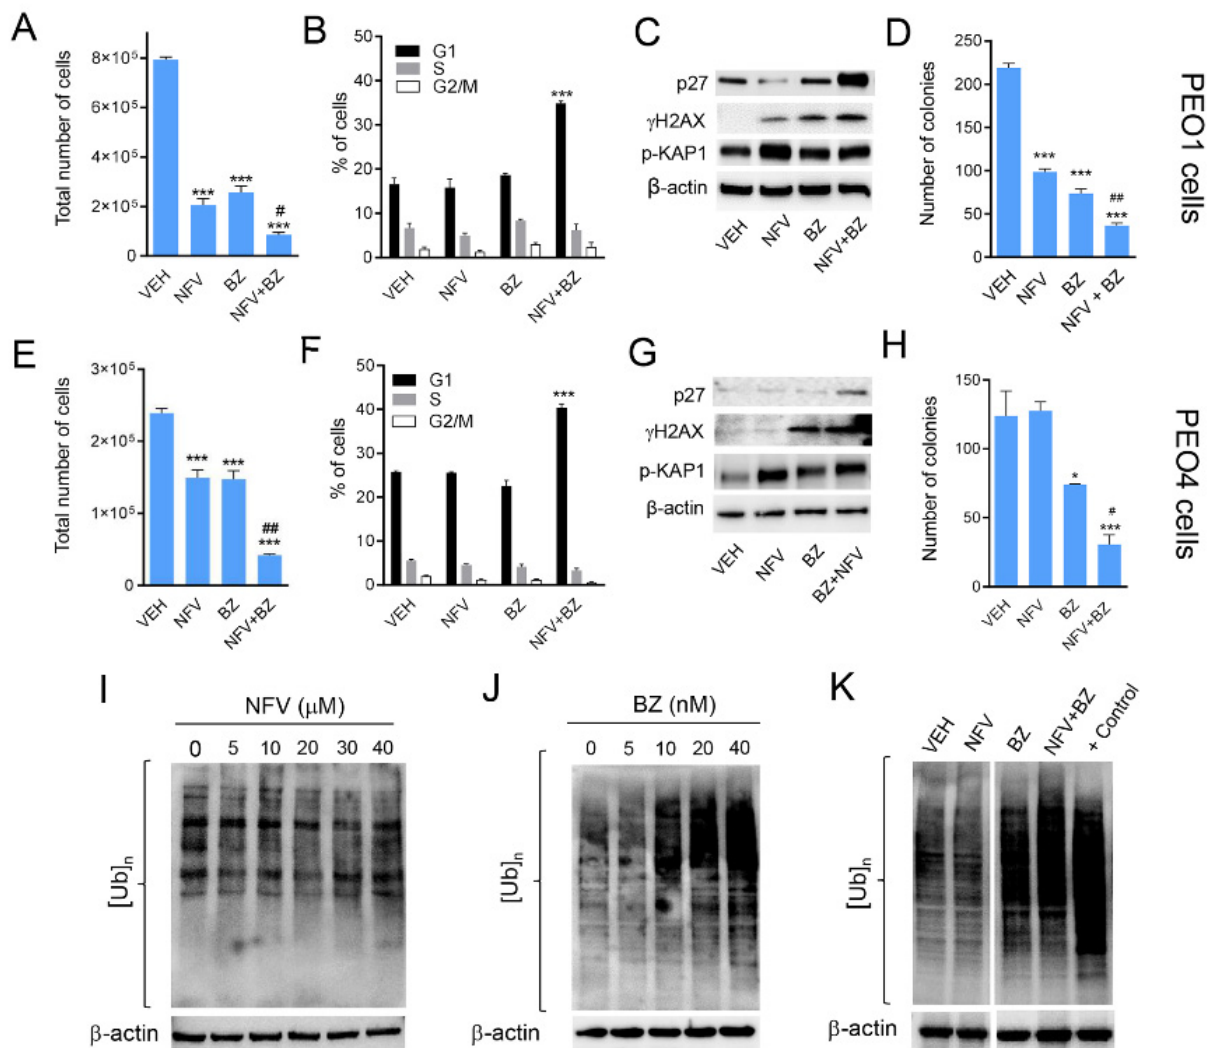 A
Total number of cells
8×10⁵
6×10⁵
4×10⁵
2×10⁵
0
***
***
#
***
VEH
NFV
BZ
NFV+BZ
B
% of cells
50
40
30
20
10
0
G1
S
G2/M
***
VEH
NFV
BZ
NFV+BZ
C
p27
γH2AX
p-KAP1
β-actin
VEH
NFV
BZ
NFV+BZ
D
Number of colonies
250
200
150
100
50
0
***
***
##
***
VEH
NFV
BZ
NFV + BZ
PEO1 cells
E
Total number of cells
3×10⁵
2×10⁵
1×10⁵
0
***
***
##
***
VEH
NFV
BZ
NFV+BZ
F
% of cells
50
40
30
20
10
0
G1
S
G2/M
***
VEH
NFV
BZ
NFV+BZ
G
p27
γH2AX
p-KAP1
β-actin
VEH
NFV
BZ
BZ+NFV
H
Number of colonies
150
100
50
0
*
#
***
VEH
NFV
BZ
NFV+BZ
PEO4 cells
I
NFV (μM)
0 5 10 20 30 40
[Ub]n
β-actin
J
BZ (nM)
0 5 10 20 40
[Ub]n
β-actin
K
VEH
NFV
BZ
NFV+BZ
+ Control
[Ub]n
β-actin